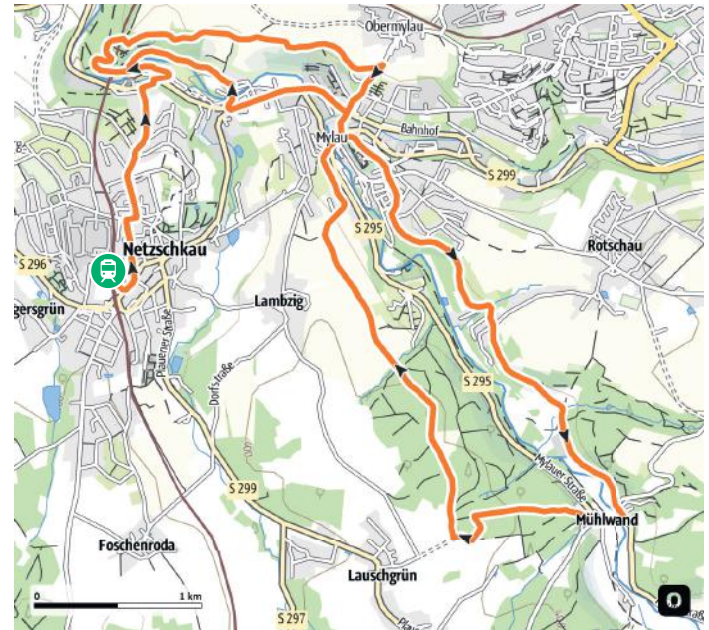 Obermylau
Mylau
Bahnhof
S 299
S 295
Rotschau
Netzschkau
S 296
gersgrün
Lambzig
Plauener Straße
Dorfstraße
S 295
Mylauer Straße
S 299
Mühlwand
Foschenroda
Lauschgrün
0
1 km
S 297
O